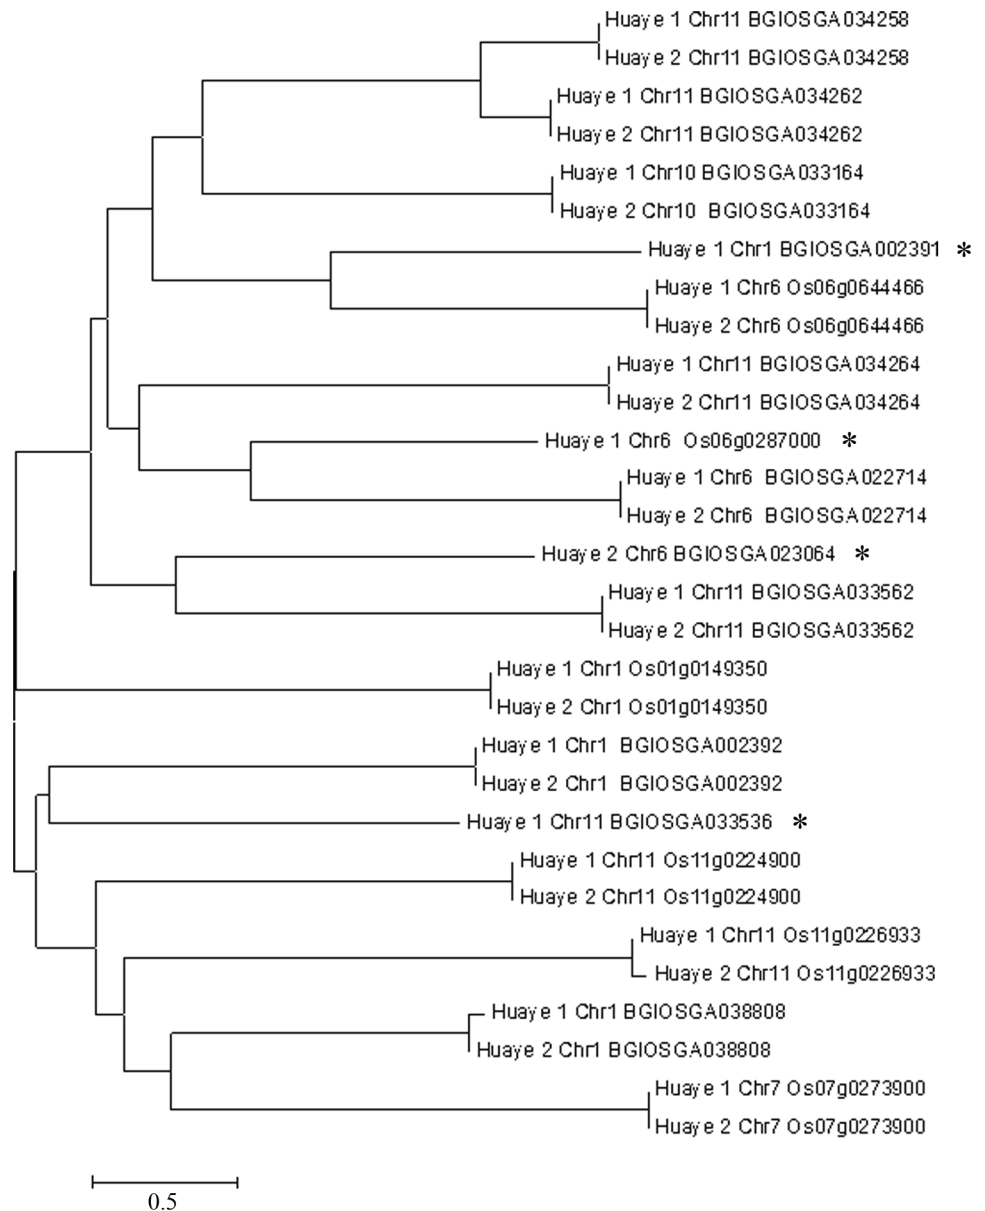 Huaye 1 Chr11 BGIOSGA034258
Huaye 2 Chr11 BGIOSGA034258
Huaye 1 Chr11 BGIOSGA034262
Huaye 2 Chr11 BGIOSGA034262
Huaye 1 Chr10 BGIOSGA033164
Huaye 2 Chr10 BGIOSGA033164
Huaye 1 Chr1 BGIOSGA002391 *
Huaye 1 Chr6 Os06g0644466
Huaye 2 Chr6 Os06g0644466
Huaye 1 Chr11 BGIOSGA034264
Huaye 2 Chr11 BGIOSGA034264
Huaye 1 Chr6 Os06g0287000 *
Huaye 1 Chr6 BGIOSGA022714
Huaye 2 Chr6 BGIOSGA022714
Huaye 2 Chr6 BGIOSGA023064 *
Huaye 1 Chr11 BGIOSGA033562
Huaye 2 Chr11 BGIOSGA033562
Huaye 1 Chr1 Os01g0149350
Huaye 2 Chr1 Os01g0149350
Huaye 1 Chr1 BGIOSGA002392
Huaye 2 Chr1 BGIOSGA002392
Huaye 1 Chr11 BGIOSGA033536 *
Huaye 1 Chr11 Os11g0224900
Huaye 2 Chr11 Os11g0224900
Huaye 1 Chr11 Os11g0226933
Huaye 2 Chr11 Os11g0226933
Huaye 1 Chr1 BGIOSGA038808
Huaye 2 Chr1 BGIOSGA038808
Huaye 1 Chr7 Os07g0273900
Huaye 2 Chr7 Os07g0273900
0.5